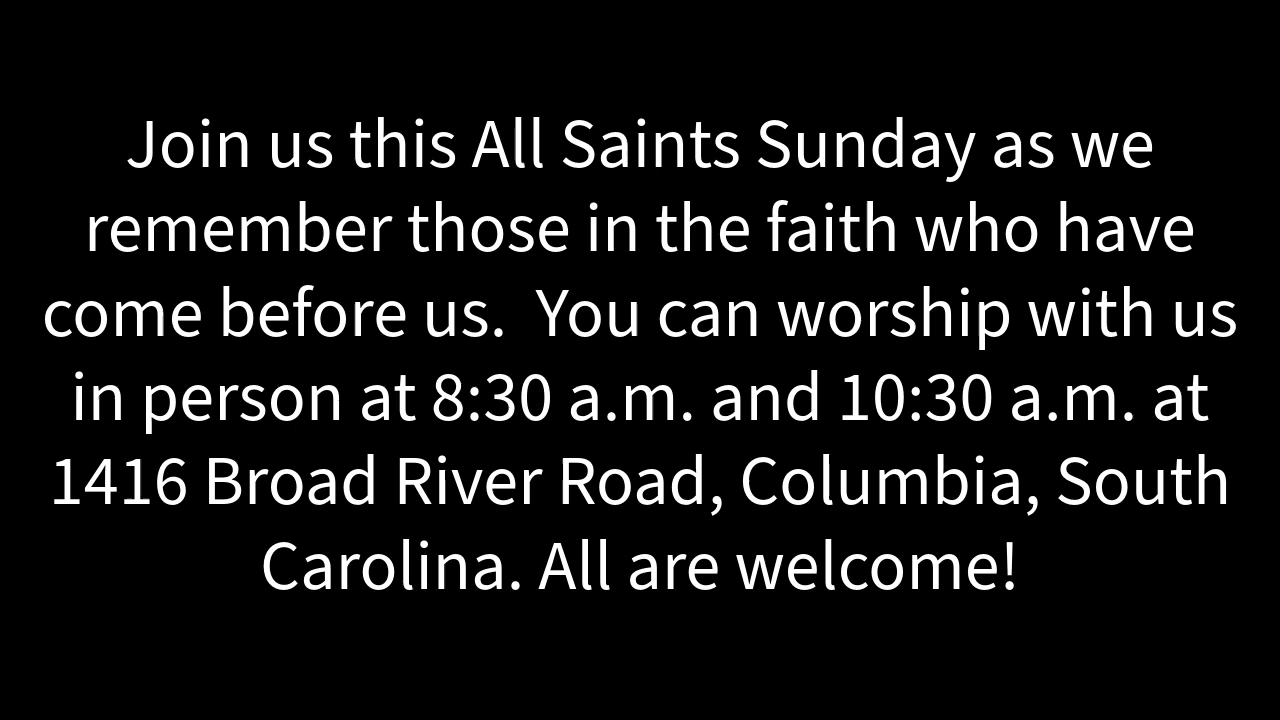 Join us this All Saints Sunday as we
remember those in the faith who have
come before us.  You can worship with us
in person at 8:30 a.m. and 10:30 a.m. at
1416 Broad River Road, Columbia, South
Carolina. All are welcome!